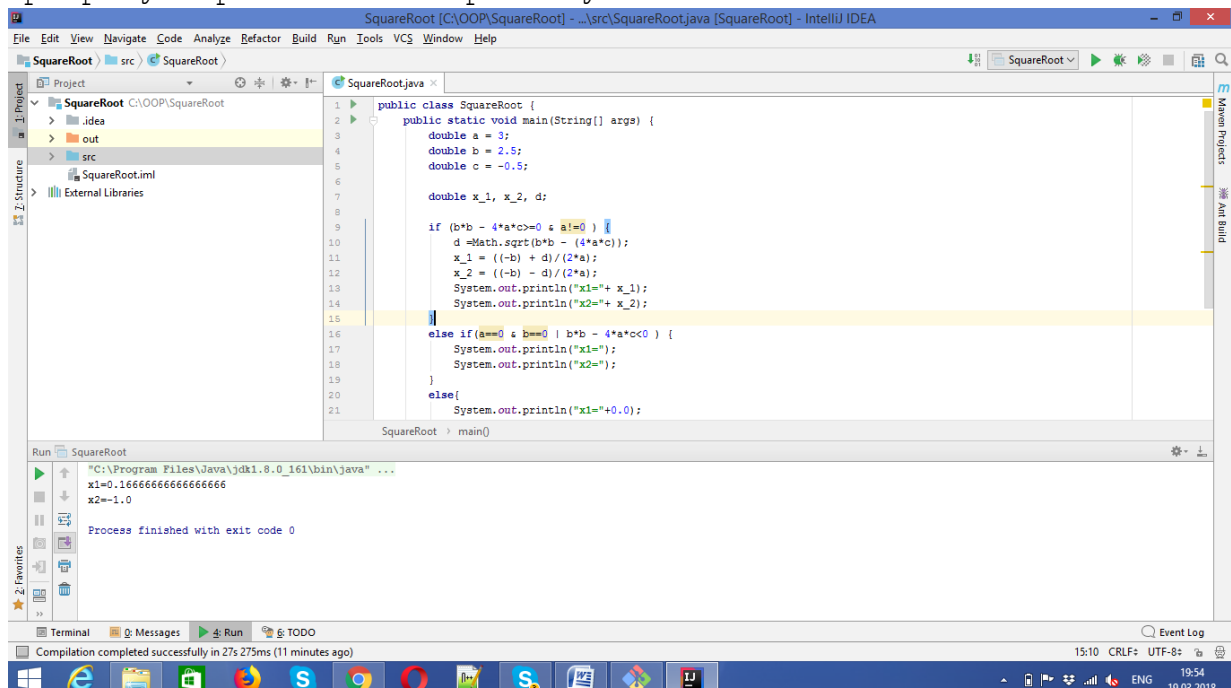 SquareRoot [C:\OOP\SquareRoot] - ...\src\SquareRoot.java [SquareRoot] - IntelliJ IDEA
File Edit View Navigate Code Analyze Refactor Build Run Tools VCS Window Help
SquareRoot src SquareRoot
SquareRoot
Project
SquareRoot.java
1: Project
SquareRoot C:\OOP\SquareRoot
.idea
out
src
SquareRoot.iml
External Libraries
7: Structure
2: Favorites
Maven Projects
Ant Build
1 public class SquareRoot {
2 public static void main(String[] args) {
3 double a = 3;
4 double b = 2.5;
5 double c = -0.5;
6
7 double x_1, x_2, d;
8
9 if (b*b - 4*a*c>=0 & a!=0 ) {
10 d =Math.sqrt(b*b - (4*a*c));
11 x_1 = ((-b) + d)/(2*a);
12 x_2 = ((-b) - d)/(2*a);
13 System.out.println("x1="+ x_1);
14 System.out.println("x2="+ x_2);
15 }
16 else if(a==0 & b==0 | b*b - 4*a*c<0 ) {
17 System.out.println("x1=");
18 System.out.println("x2=");
19 }
20 else{
21 System.out.println("x1="+0.0);
SquareRoot > main()
Run SquareRoot
"C:\Program Files\Java\jdk1.8.0_161\bin\java" ...
x1=0.16666666666666666
x2=-1.0
Process finished with exit code 0
Terminal 0: Messages 4: Run 6: TODO Event Log
Compilation completed successfully in 27s 275ms (11 minutes ago) 15:10 CRLF UTF-8
ENG 19:54
19.03.2018